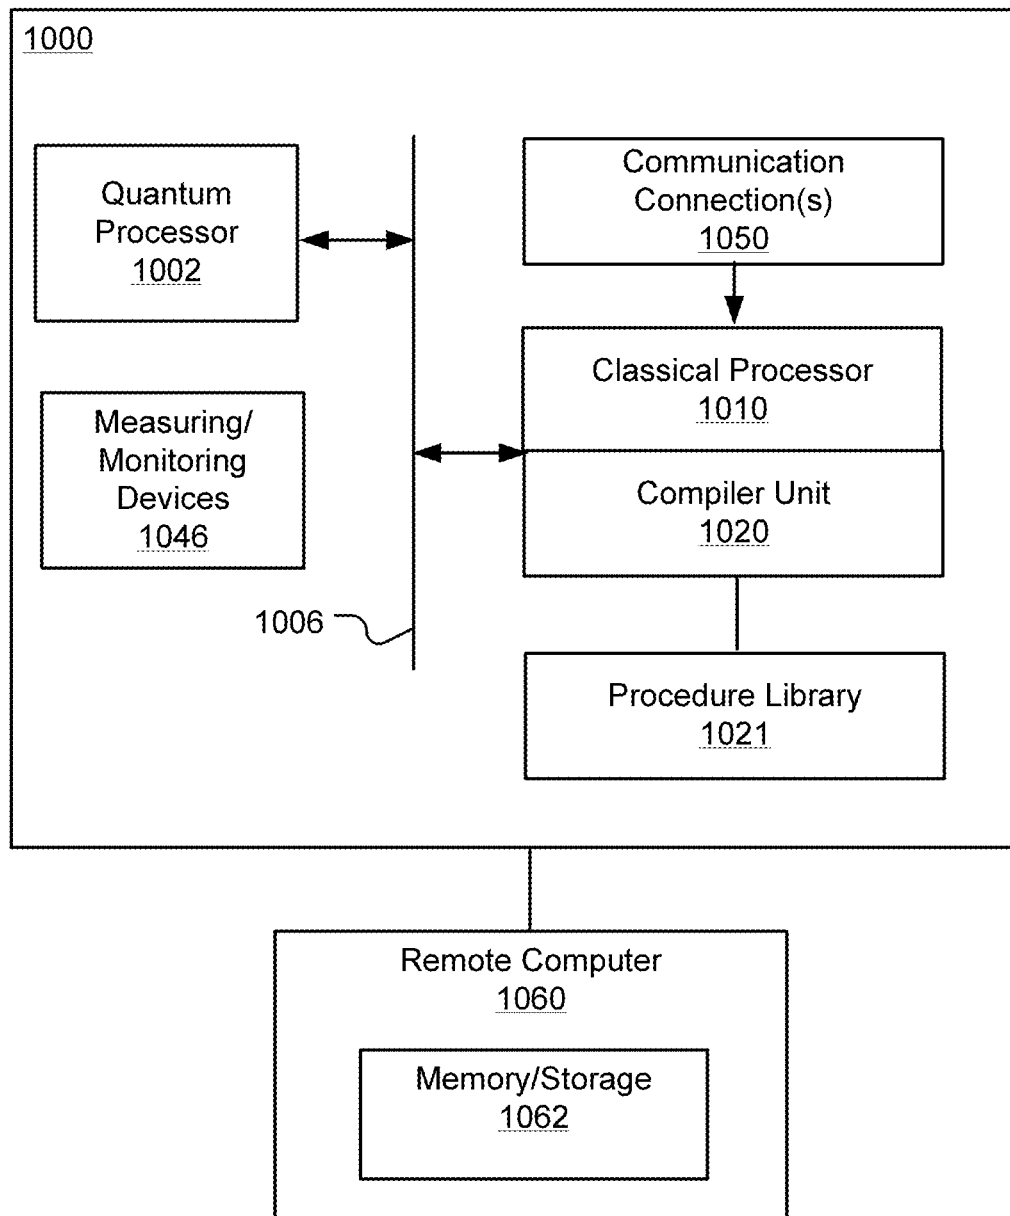 1000
Quantum
Processor
1002
Communication
Connection(s)
1050
Classical Processor
1010
Measuring/
Monitoring
Devices
1046
Compiler Unit
1020
1006
Procedure Library
1021
Remote Computer
1060
Memory/Storage
1062